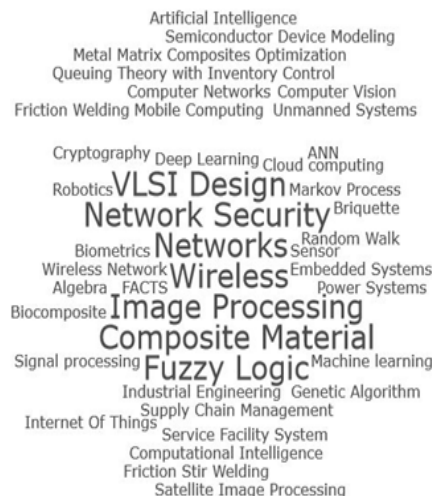 Artificial Intelligence
Semiconductor Device Modeling
Metal Matrix Composites Optimization
Queuing Theory with Inventory Control
Computer Networks Computer Vision
Friction Welding Mobile Computing Unmanned Systems
Cryptography Deep Learning Cloud computing ANN
Robotics VLSI Design Markov Process
Network Security Briquette
Biometrics Networks Sensor Random Walk
Wireless Network Wireless Embedded Systems
Algebra FACTS Power Systems
Biocomposite Image Processing
Composite Material
Signal processing Fuzzy Logic Machine learning
Industrial Engineering Genetic Algorithm
Supply Chain Management
Internet Of Things
Service Facility System
Computational Intelligence
Friction Stir Welding
Satellite Image Processing